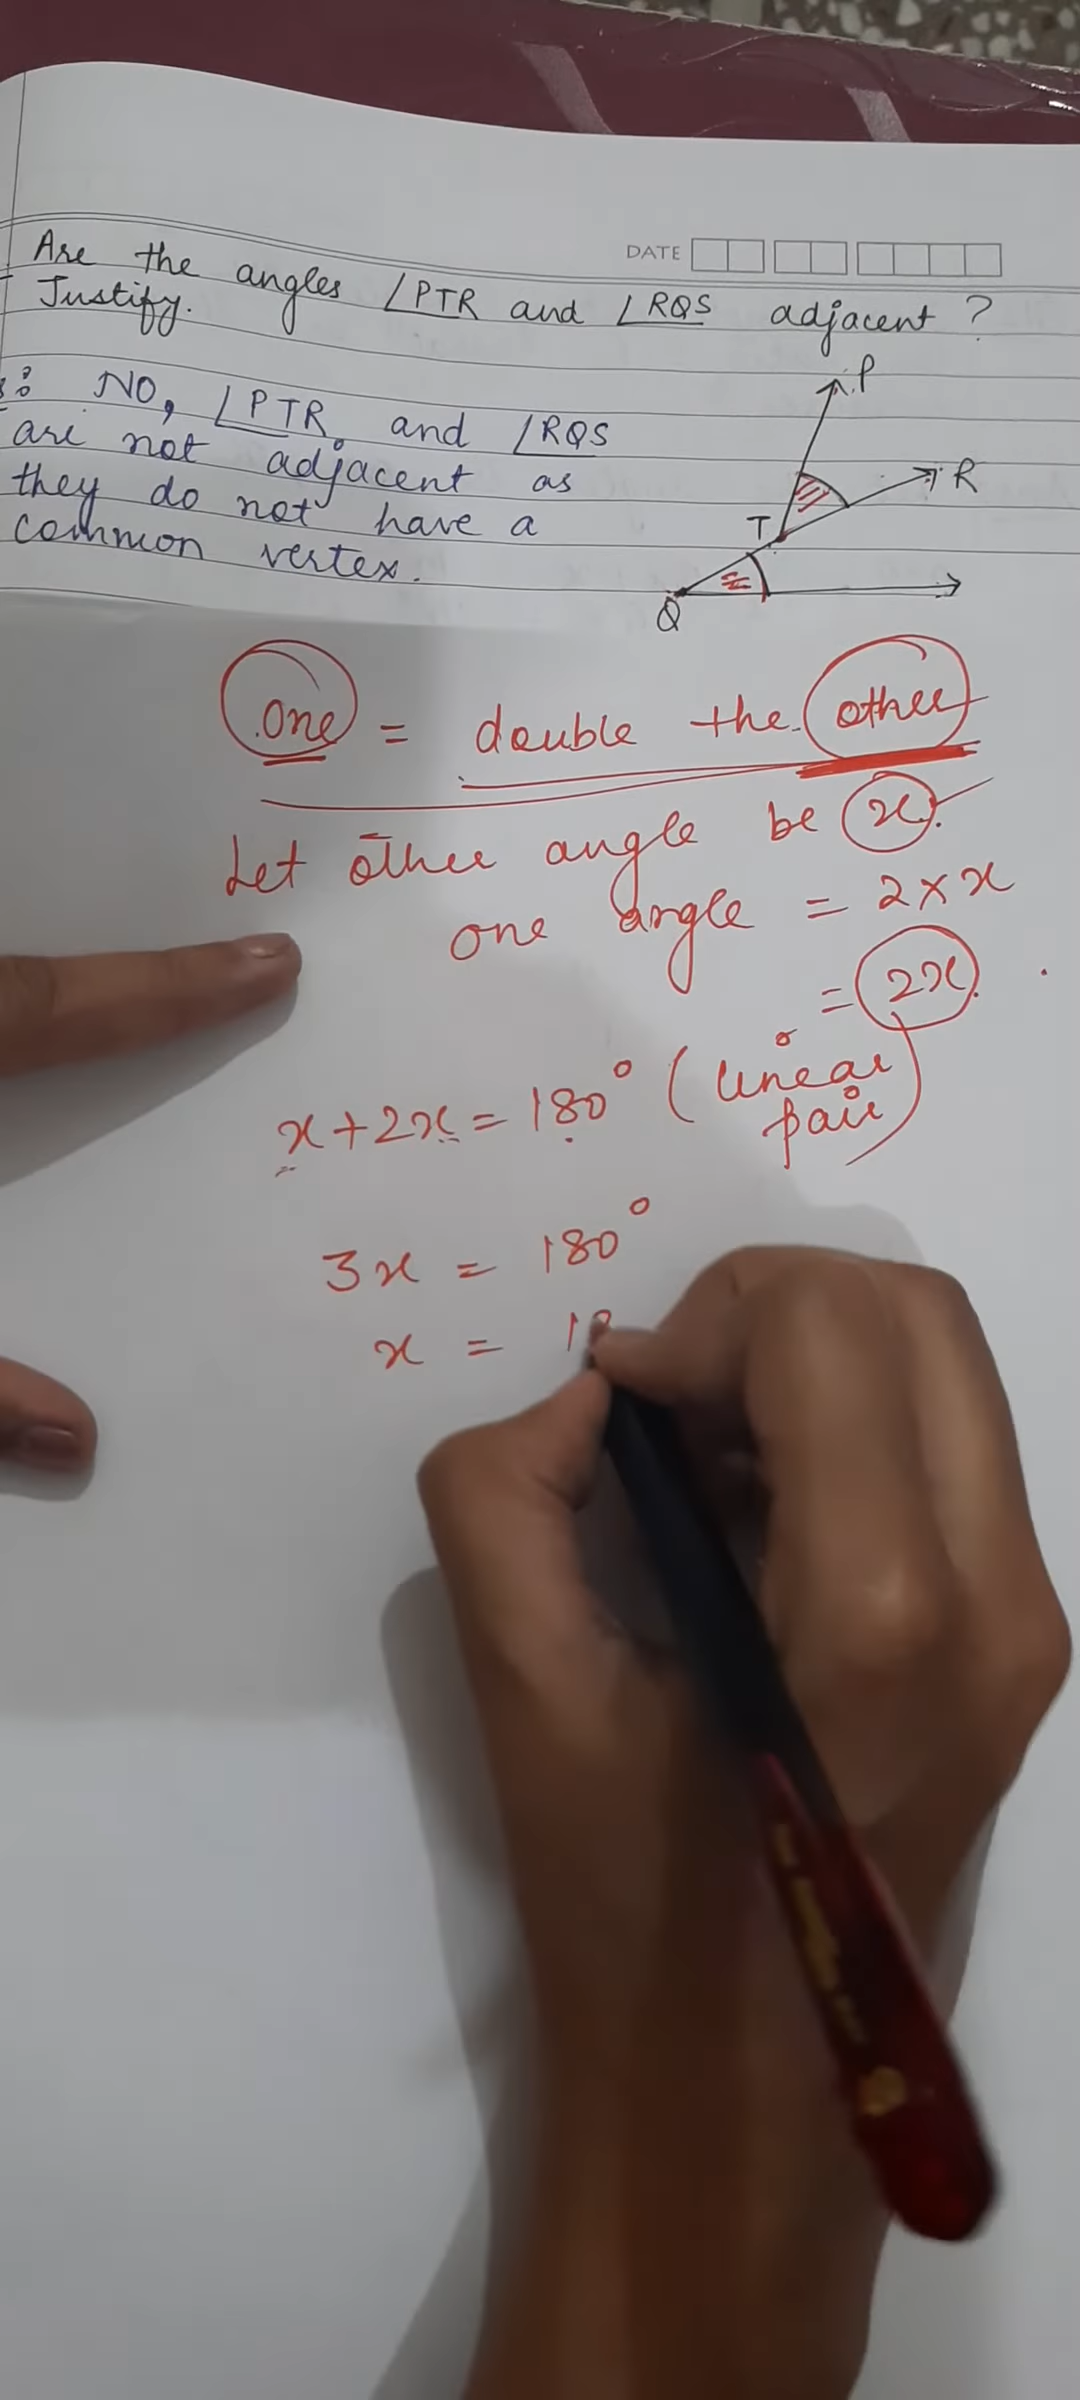 DATE
Are the angles ∠PTR and ∠RQS adjacent ?
Justify.
NO, ∠PTR and ∠RQS
are not adjacent as
they do not have a
common vertex.
P
R
T
Q
one = double the other
Let other angle be x.
one angle = 2 × x
= 2x.
x + 2x = 180° (linear
pair)
3x = 180°
x = 18